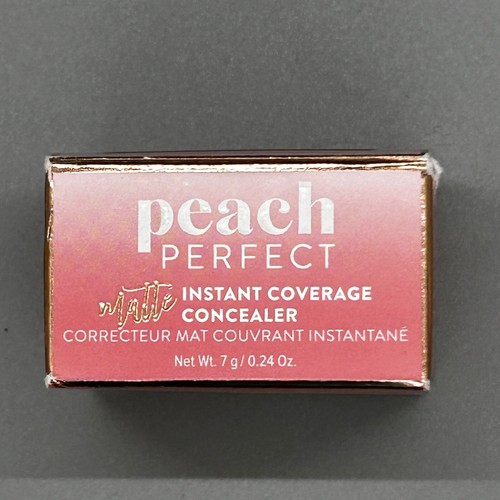 peach
PERFECT
matte INSTANT COVERAGE
CONCEALER
CORRECTEUR MAT COUVRANT INSTANTANÉ
Net Wt. 7 g / 0.24 Oz.